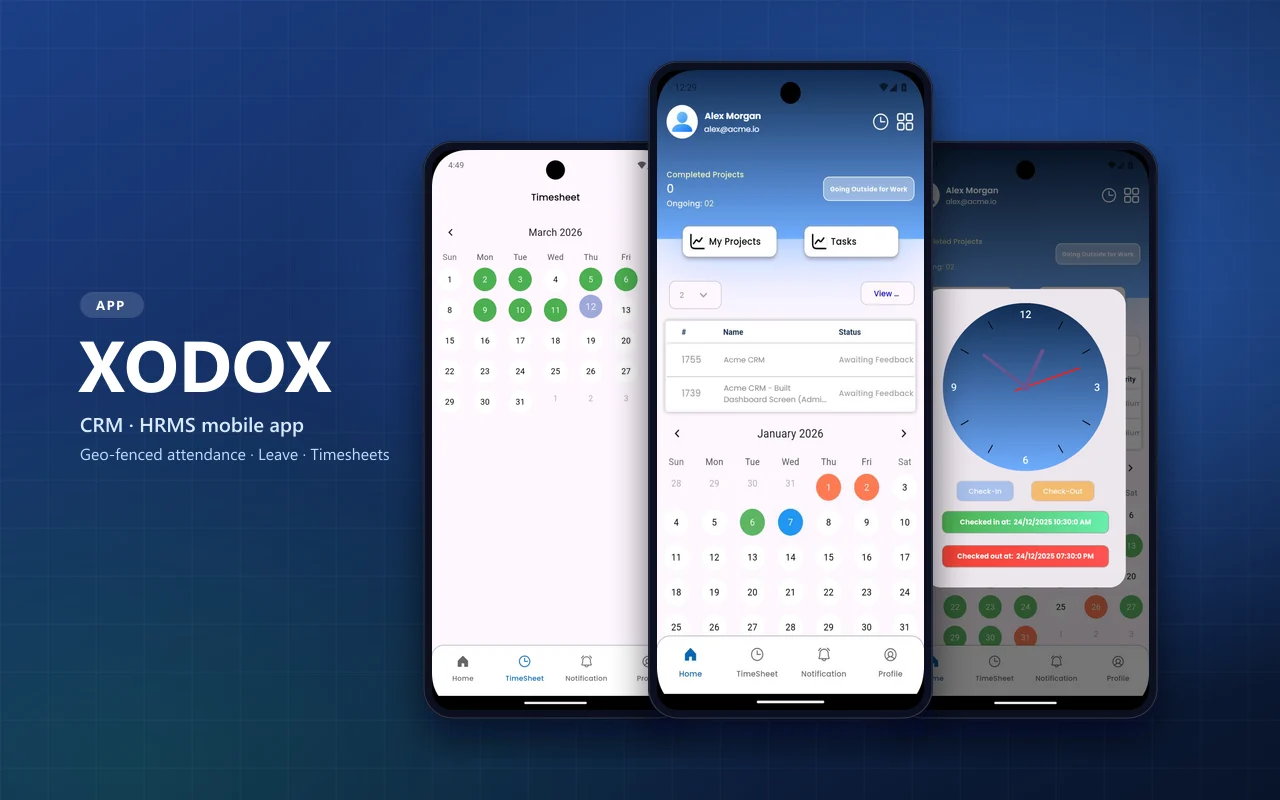 APP
XODOX
CRM · HRMS mobile app
Geo-fenced attendance · Leave · Timesheets
4:49
Timesheet
March 2026
Sun Mon Tue Wed Thu Fri
1 2 3 4 5 6
8 9 10 11 12 13
15 16 17 18 19 20
22 23 24 25 26 27
29 30 31 1 2 3
Home TimeSheet Notification
12:29
Alex Morgan
alex@acme.io
Completed Projects
0
Ongoing: 02
Going Outside for Work
My Projects Tasks
2 View ...
# Name Status
1755 Acme CRM Awaiting Feedback
1739 Acme CRM - Built
Dashboard Screen (Admi... Awaiting Feedback
January 2026
Sun Mon Tue Wed Thu Fri Sat
28 29 30 31 1 2 3
4 5 6 7 8 9 10
11 12 13 14 15 16 17
18 19 20 21 22 23 24
25 26 27 28 29 30 31
Home TimeSheet Notification Profile
Alex Morgan
alex@acme.io
Projects
Going Outside for Work
12
9 3
6
Check-In Check-Out
Checked in at: 24/12/2025 10:30:0 AM
Checked out at: 24/12/2025 07:30:0 PM
Sat
6
13
20
22 23 24 25 26 27
29 30 31 1 2 3
TimeSheet Notification Profile